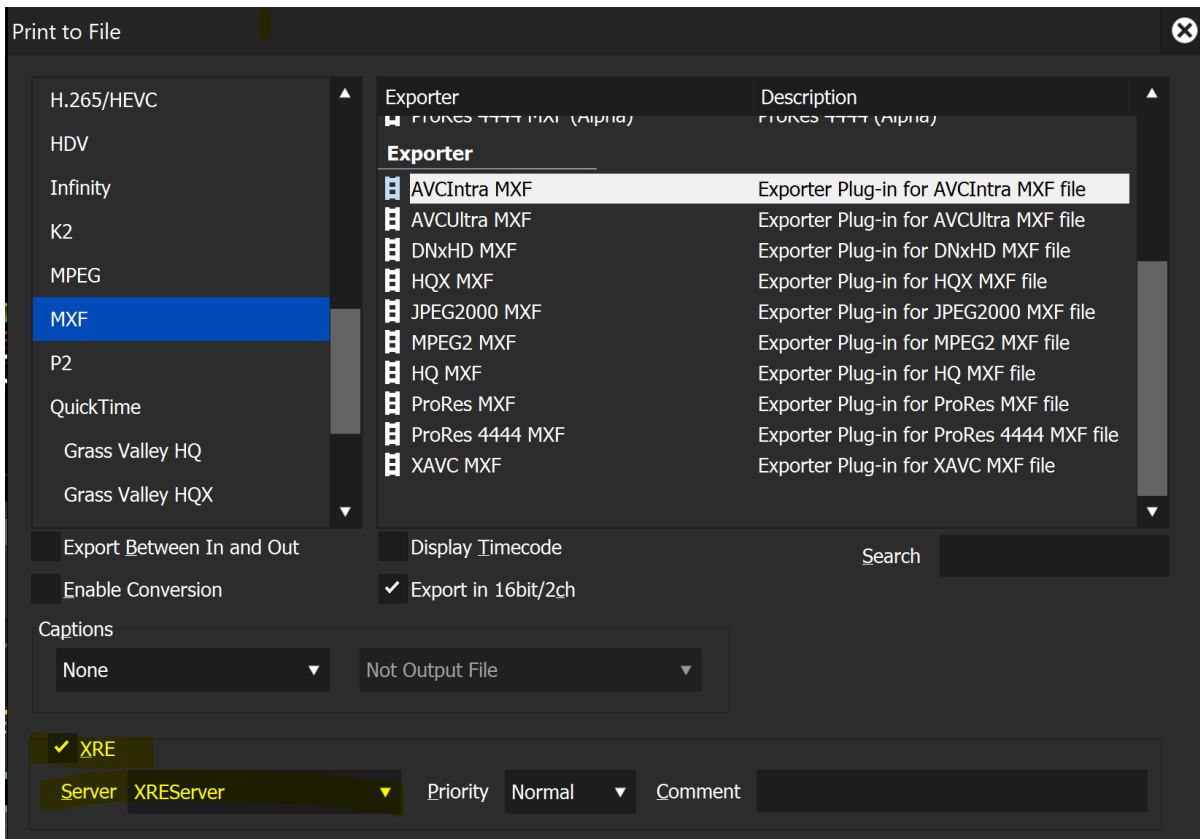 Print to File
H.265/HEVC
HDV
Infinity
K2
MPEG
MXF
P2
QuickTime
Grass Valley HQ
Grass Valley HQX
Exporter Description
ProRes 4444 MXF (Alpha) ProRes 4444 (Alpha)
Exporter
AVCIntra MXF Exporter Plug-in for AVCIntra MXF file
AVCUltra MXF Exporter Plug-in for AVCUltra MXF file
DNxHD MXF Exporter Plug-in for DNxHD MXF file
HQX MXF Exporter Plug-in for HQX MXF file
JPEG2000 MXF Exporter Plug-in for JPEG2000 MXF file
MPEG2 MXF Exporter Plug-in for MPEG2 MXF file
HQ MXF Exporter Plug-in for HQ MXF file
ProRes MXF Exporter Plug-in for ProRes MXF file
ProRes 4444 MXF Exporter Plug-in for ProRes 4444 MXF file
XAVC MXF Exporter Plug-in for XAVC MXF file
Export Between In and Out Display Timecode Search
Enable Conversion Export in 16bit/2ch
Captions
None Not Output File
XRE
Server XREServer Priority Normal Comment